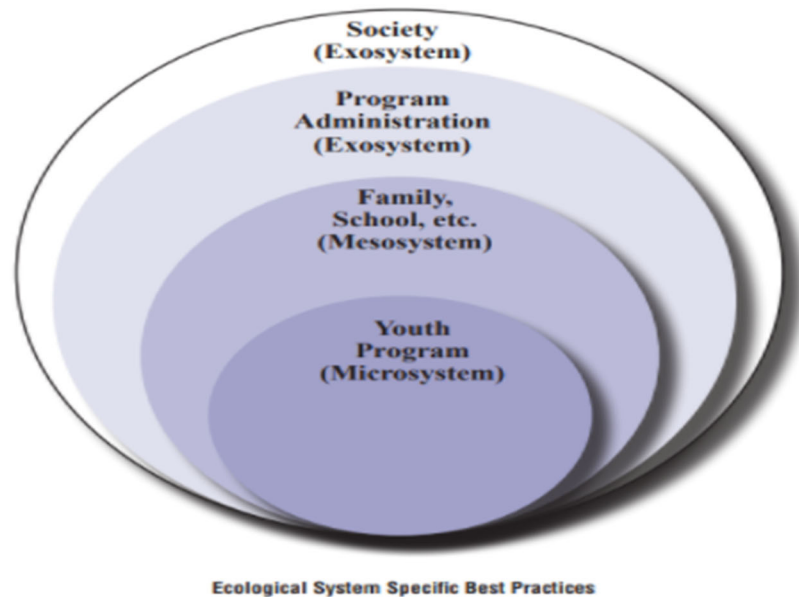 Society
(Exosystem)
Program
Administration
(Exosystem)
Family,
School, etc.
(Mesosystem)
Youth
Program
(Microsystem)
Ecological System Specific Best Practices